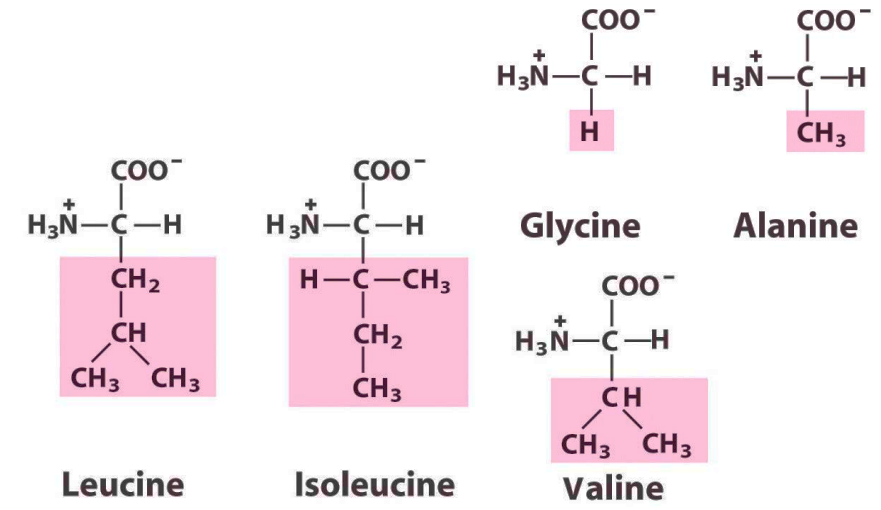 COO⁻
H₃N⁺—C—H
H
Glycine
COO⁻
H₃N⁺—C—H
CH₃
Alanine
COO⁻
H₃N⁺—C—H
CH₂
CH
CH₃ CH₃
Leucine
COO⁻
H₃N⁺—C—H
H—C—CH₃
CH₂
CH₃
Isoleucine
COO⁻
H₃N⁺—C—H
CH
CH₃ CH₃
Valine